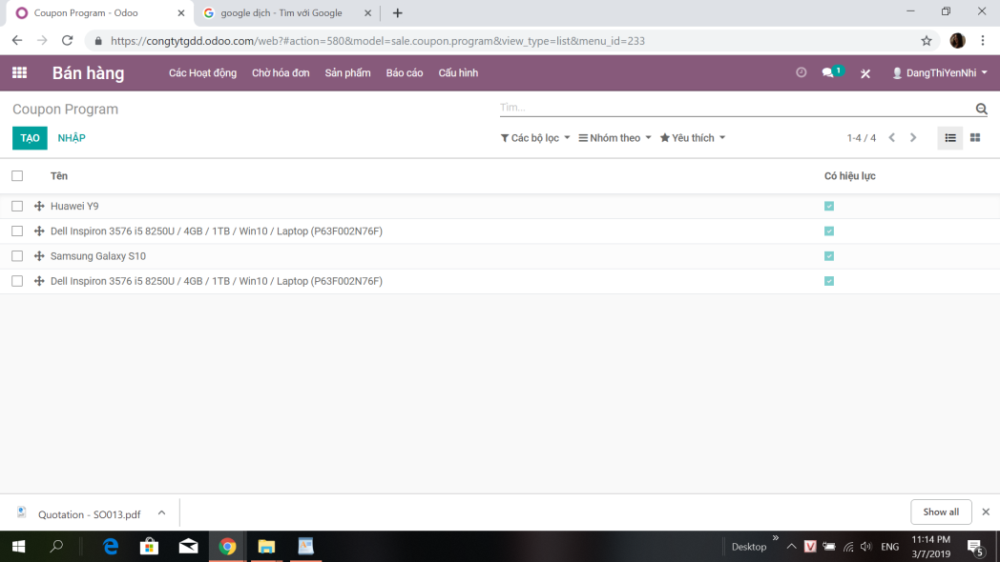 Coupon Program - Odoo
google dịch - Tìm với Google
https://congtytgdd.odoo.com/web?#action=580&model=sale.coupon.program&view_type=list&menu_id=233
Bán hàng
Các Hoạt động
Chờ hóa đơn
Sản phẩm
Báo cáo
Cấu hình
1
DangThiYenNhi
Coupon Program
Tìm...
TẠO
NHẬP
Các bộ lọc
Nhóm theo
Yêu thích
1-4 / 4
Tên
Có hiệu lực
Huawei Y9
Dell Inspiron 3576 i5 8250U / 4GB / 1TB / Win10 / Laptop (P63F002N76F)
Samsung Galaxy S10
Dell Inspiron 3576 i5 8250U / 4GB / 1TB / Win10 / Laptop (P63F002N76F)
Quotation - SO013.pdf
Show all
Desktop
V
ENG
11:14 PM
3/7/2019
5